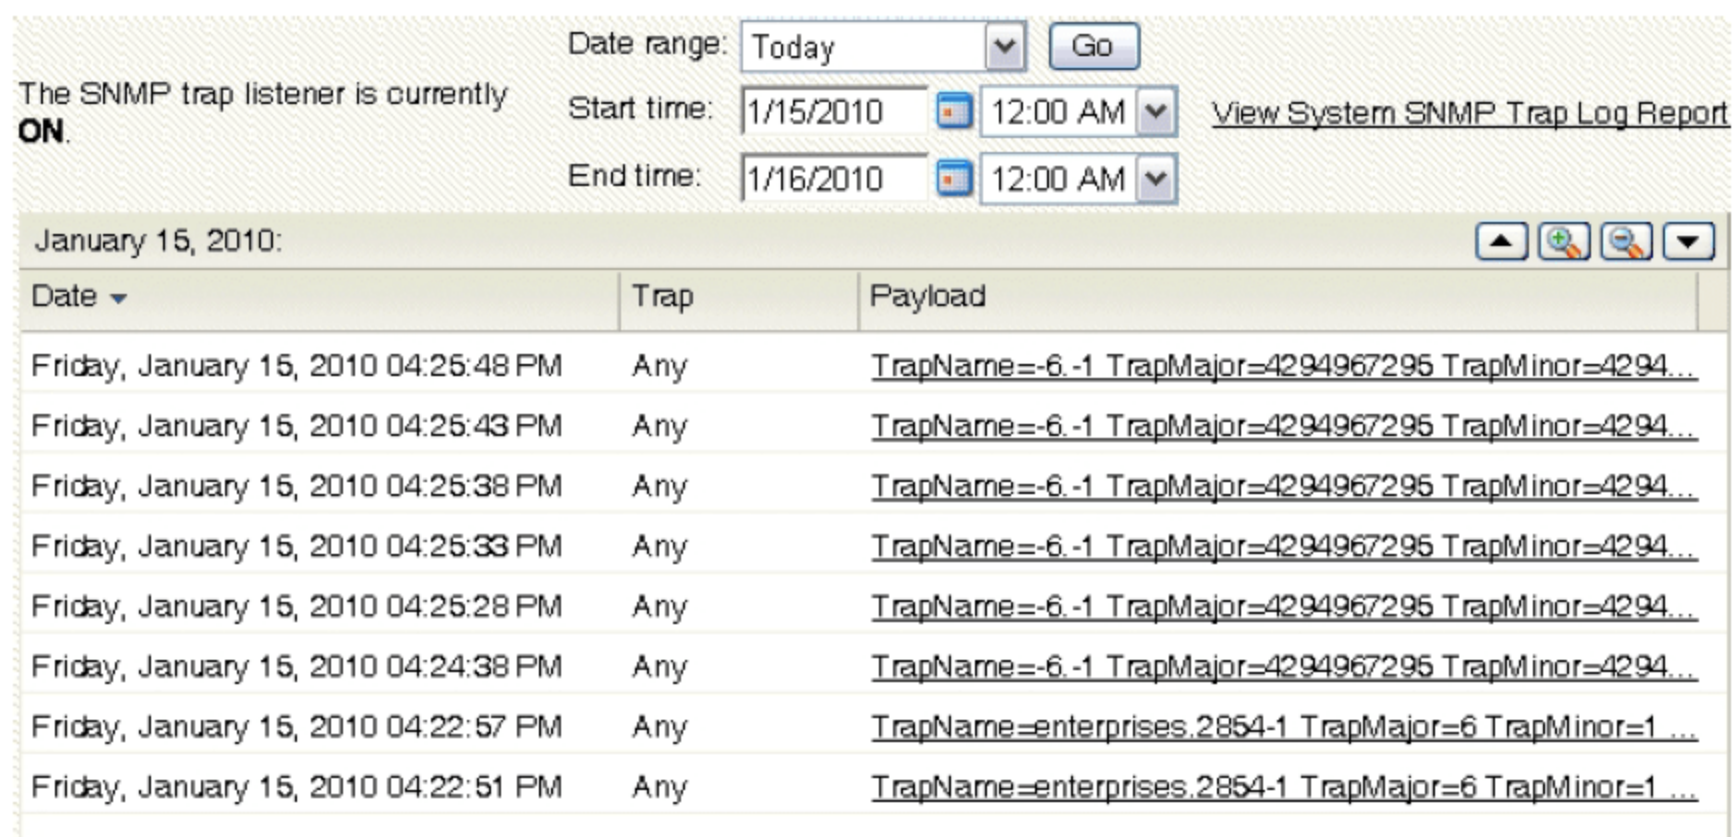 Date range: Today Go
The SNMP trap listener is currently
ON.
Start time: 1/15/2010 12:00 AM View System SNMP Trap Log Report
End time: 1/16/2010 12:00 AM
January 15, 2010:
Date Trap Payload
Friday, January 15, 2010 04:25:48 PM Any TrapName=-6.-1 TrapMajor=4294967295 TrapMinor=4294...
Friday, January 15, 2010 04:25:43 PM Any TrapName=-6.-1 TrapMajor=4294967295 TrapMinor=4294...
Friday, January 15, 2010 04:25:38 PM Any TrapName=-6.-1 TrapMajor=4294967295 TrapMinor=4294...
Friday, January 15, 2010 04:25:33 PM Any TrapName=-6.-1 TrapMajor=4294967295 TrapMinor=4294...
Friday, January 15, 2010 04:25:28 PM Any TrapName=-6.-1 TrapMajor=4294967295 TrapMinor=4294...
Friday, January 15, 2010 04:24:38 PM Any TrapName=-6.-1 TrapMajor=4294967295 TrapMinor=4294...
Friday, January 15, 2010 04:22:57 PM Any TrapName=enterprises.2854-1 TrapMajor=6 TrapMinor=1 ...
Friday, January 15, 2010 04:22:51 PM Any TrapName=enterprises.2854-1 TrapMajor=6 TrapMinor=1 ...